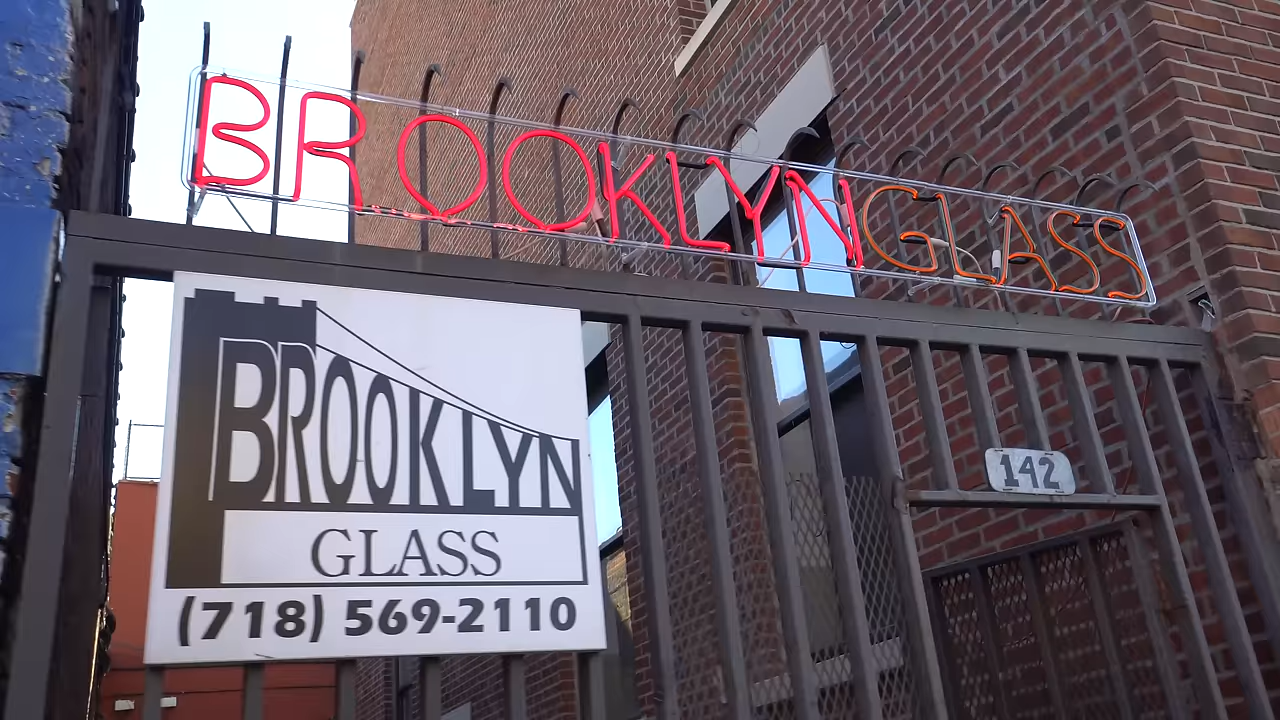 BROOKLYN GLASS
BROOKLYN
GLASS
(718) 569-2110
142